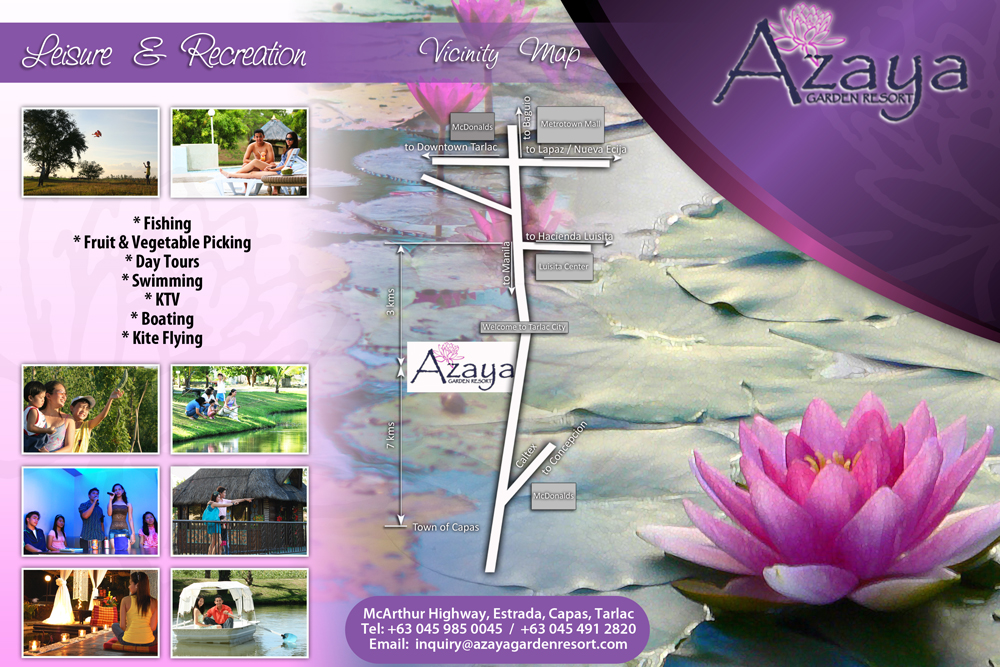 Leisure & Recreation
* Fishing
* Fruit & Vegetable Picking
* Day Tours
* Swimming
* KTV
* Boating
* Kite Flying
Vicinity Map
to Baguio
McDonalds
Metrotown Mall
to Downtown Tarlac
to Lapaz / Nueva Ecija
to Hacienda Luisita
to Manila
Luisita Center
3 kms
Welcome to Tarlac City
Azaya
GARDEN RESORT
7 kms
Caltex
to Concepcion
McDonalds
Town of Capas
McArthur Highway, Estrada, Capas, Tarlac
Tel: +63 045 985 0045 / +63 045 491 2820
Email: inquiry@azayagardenresort.com
Azaya
GARDEN RESORT